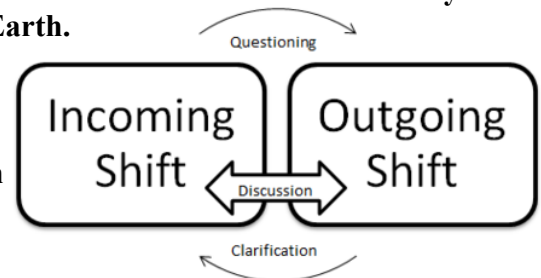 Earth.
Questioning
Incoming
Shift
Outgoing
Shift
Discussion
Clarification